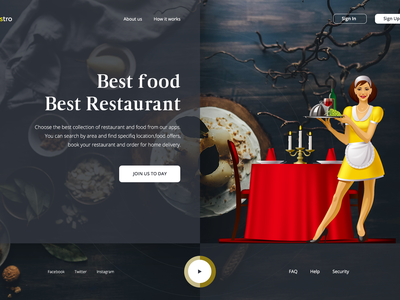 stro
About us
How it works
Sign In
Sign Up
Best food
Best Restaurant
Choose the best collection of restaurant and food from our apps
You can search by area and find specifiq location,food offers,
book your restaurant and order for home delivery.
JOIN US TO DAY
Facebook
Twitter
Instagram
FAQ
Help
Security